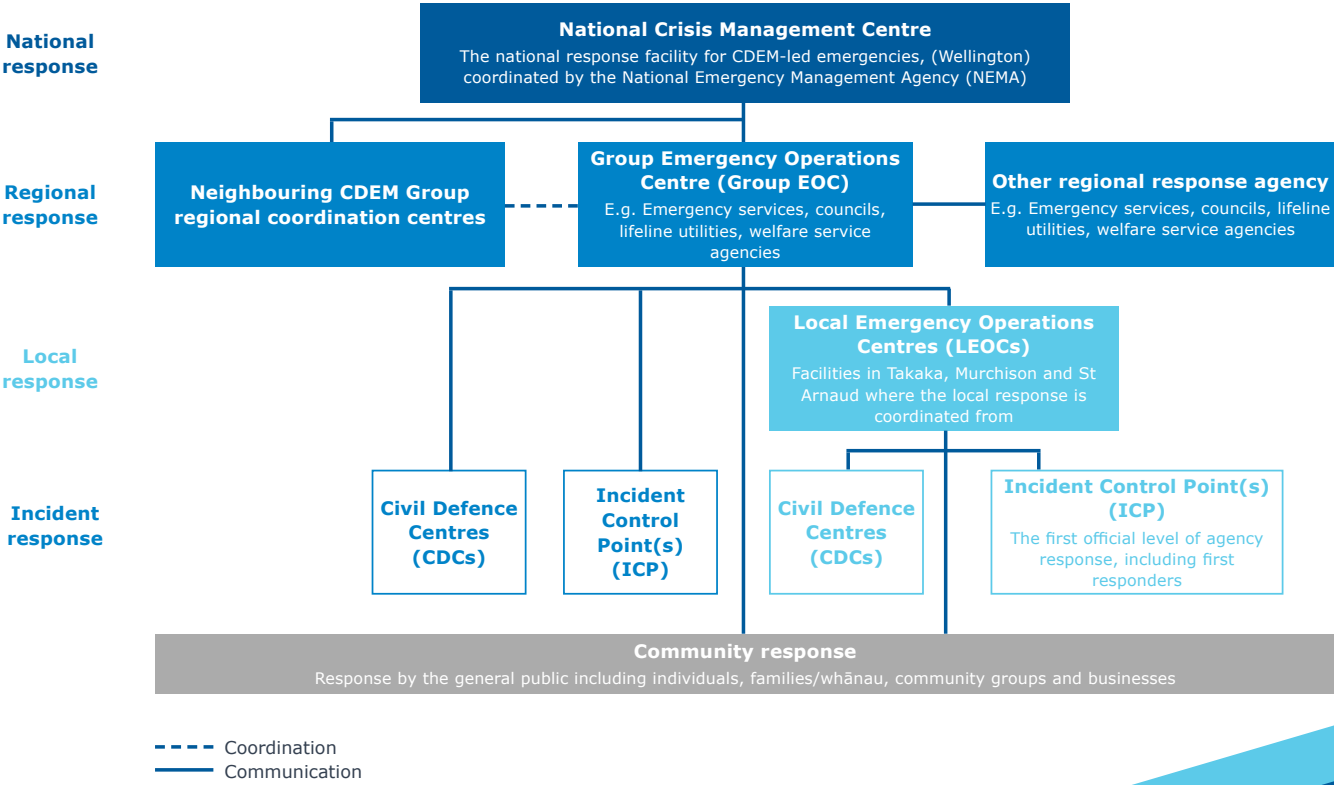 National
response
National Crisis Management Centre
The national response facility for CDEM-led emergencies, (Wellington)
coordinated by the National Emergency Management Agency (NEMA)
Regional
response
Neighbouring CDEM Group
regional coordination centres
Group Emergency Operations
Centre (Group EOC)
E.g. Emergency services, councils,
lifeline utilities, welfare service
agencies
Other regional response agency
E.g. Emergency services, councils, lifeline
utilities, welfare service agencies
Local
response
Local Emergency Operations
Centres (LEOCs)
Facilities in Takaka, Murchison and St
Arnaud where the local response is
coordinated from
Incident
response
Civil Defence
Centres
(CDCs)
Incident
Control
Point(s)
(ICP)
Civil Defence
Centres
(CDCs)
Incident Control Point(s)
(ICP)
The first official level of agency
response, including first
responders
Community response
Response by the general public including individuals, families/whānau, community groups and businesses
Coordination
Communication